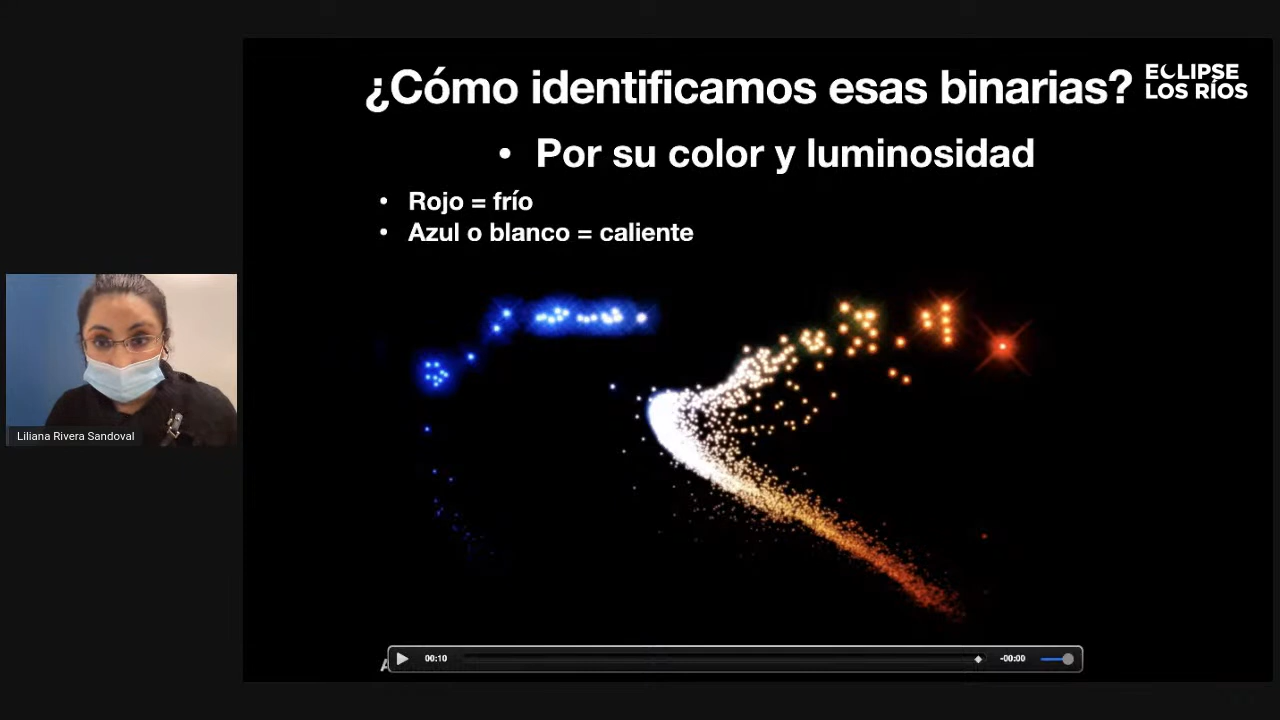 ¿Cómo identificamos esas binarias?
ECLIPSE
LOS RÍOS
• Por su color y luminosidad
• Rojo = frío
• Azul o blanco = caliente
Liliana Rivera Sandoval
00:10
-00:00